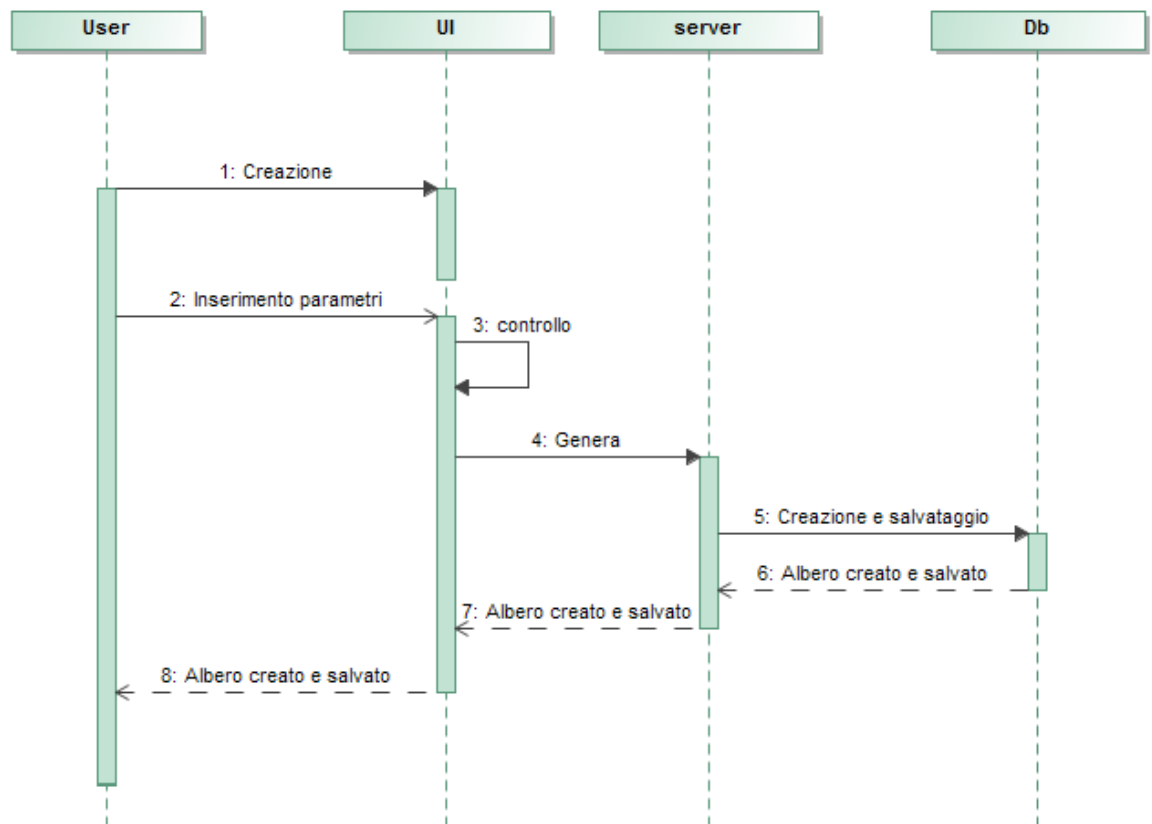 User
UI
server
Db
1: Creazione
2: Inserimento parametri
3: controllo
4: Genera
5: Creazione e salvataggio
6: Albero creato e salvato
7: Albero creato e salvato
8: Albero creato e salvato